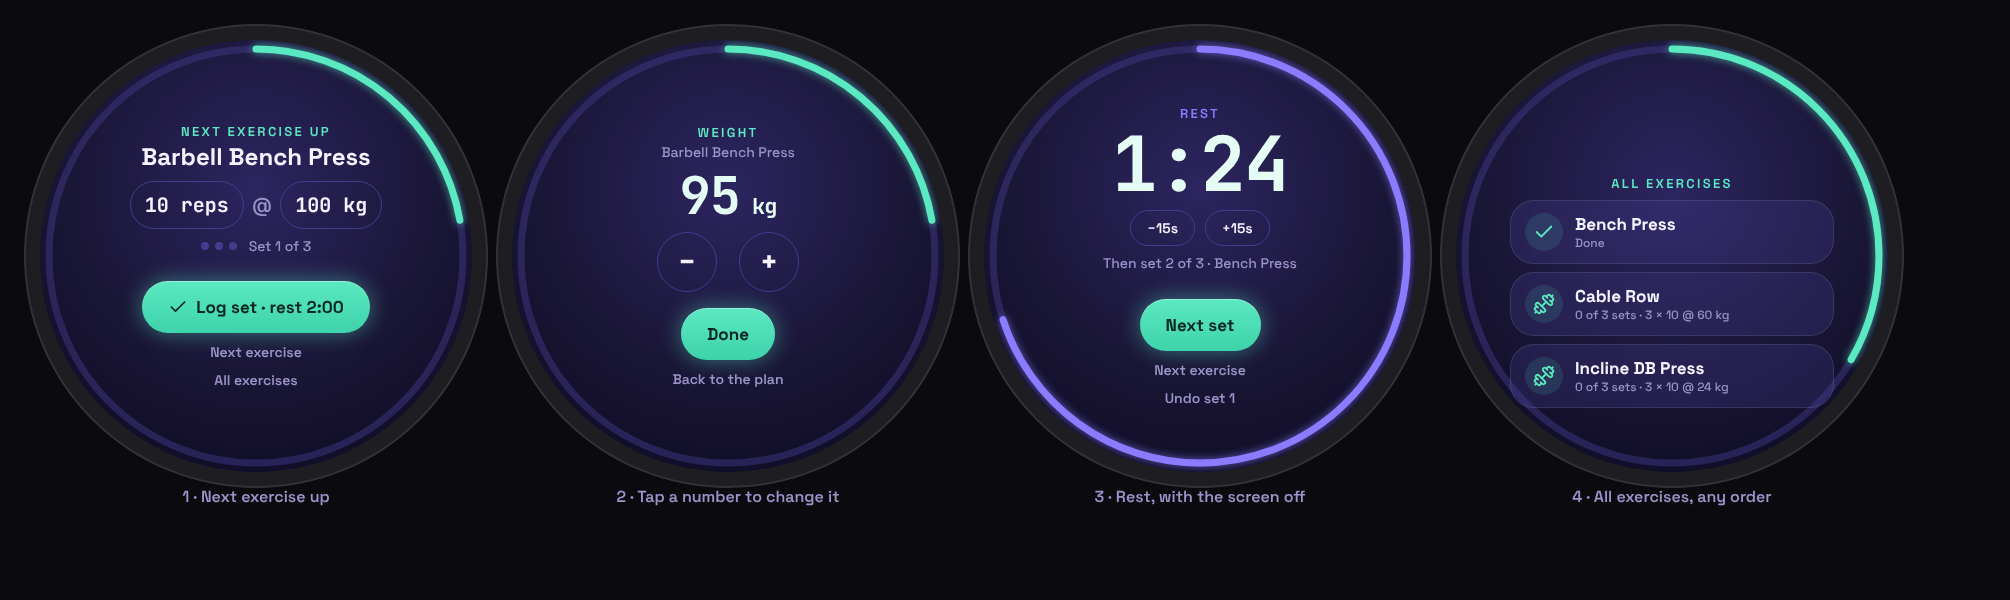 NEXT EXERCISE UP
Barbell Bench Press
10 reps @ 100 kg
Set 1 of 3
Log set · rest 2:00
Next exercise
All exercises
1 · Next exercise up
WEIGHT
Barbell Bench Press
95 kg
− +
Done
Back to the plan
2 · Tap a number to change it
REST
1:24
−15s +15s
Then set 2 of 3 · Bench Press
Next set
Next exercise
Undo set 1
3 · Rest, with the screen off
ALL EXERCISES
Bench Press
Done
Cable Row
0 of 3 sets · 3 × 10 @ 60 kg
Incline DB Press
0 of 3 sets · 3 × 10 @ 24 kg
4 · All exercises, any order